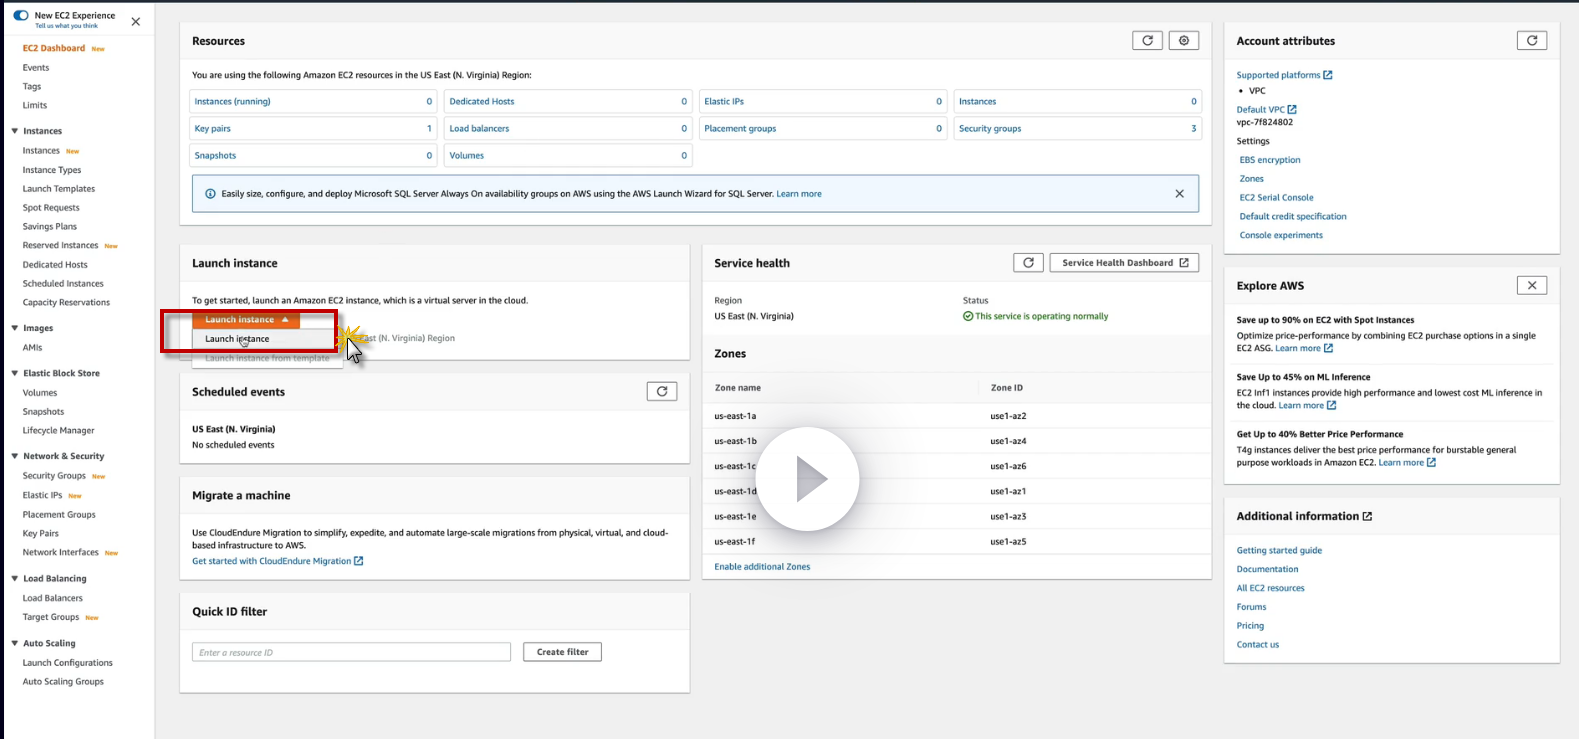 New EC2 Experience
Tell us what you think
EC2 Dashboard New
Events
Tags
Limits
Instances
Instances New
Instance Types
Launch Templates
Spot Requests
Savings Plans
Reserved Instances New
Dedicated Hosts
Scheduled Instances
Capacity Reservations
Images
AMIs
Elastic Block Store
Volumes
Snapshots
Lifecycle Manager
Network & Security
Security Groups New
Elastic IPs New
Placement Groups
Key Pairs
Network Interfaces New
Load Balancing
Load Balancers
Target Groups New
Auto Scaling
Launch Configurations
Auto Scaling Groups
Resources
You are using the following Amazon EC2 resources in the US East (N. Virginia) Region:
Instances (running) 0 Dedicated Hosts 0 Elastic IPs 0 Instances 0
Key pairs 1 Load balancers 0 Placement groups 0 Security groups 3
Snapshots 0 Volumes 0
Easily size, configure, and deploy Microsoft SQL Server Always On availability groups on AWS using the AWS Launch Wizard for SQL Server. Learn more
Launch instance
To get started, launch an Amazon EC2 instance, which is a virtual server in the cloud.
Launch instance
Launch instance
East (N. Virginia) Region
Launch instance from template
Scheduled events
US East (N. Virginia)
No scheduled events
Migrate a machine
Use CloudEndure Migration to simplify, expedite, and automate large-scale migrations from physical, virtual, and cloud-
based infrastructure to AWS.
Get started with CloudEndure Migration
Quick ID filter
Enter a resource ID
Create filter
Service health
Service Health Dashboard
Region Status
US East (N. Virginia) This service is operating normally
Zones
Zone name Zone ID
us-east-1a use1-az2
us-east-1b use1-az4
us-east-1c use1-az6
us-east-1d use1-az1
us-east-1e use1-az3
us-east-1f use1-az5
Enable additional Zones
Account attributes
Supported platforms
• VPC
Default VPC
vpc-7f824802
Settings
EBS encryption
Zones
EC2 Serial Console
Default credit specification
Console experiments
Explore AWS
Save up to 90% on EC2 with Spot Instances
Optimize price-performance by combining EC2 purchase options in a single
EC2 ASG. Learn more
Save Up to 45% on ML Inference
EC2 Inf1 instances provide high performance and lowest cost ML inference in
the cloud. Learn more
Get Up to 40% Better Price Performance
T4g instances deliver the best price performance for burstable general
purpose workloads in Amazon EC2. Learn more
Additional information
Getting started guide
Documentation
All EC2 resources
Forums
Pricing
Contact us